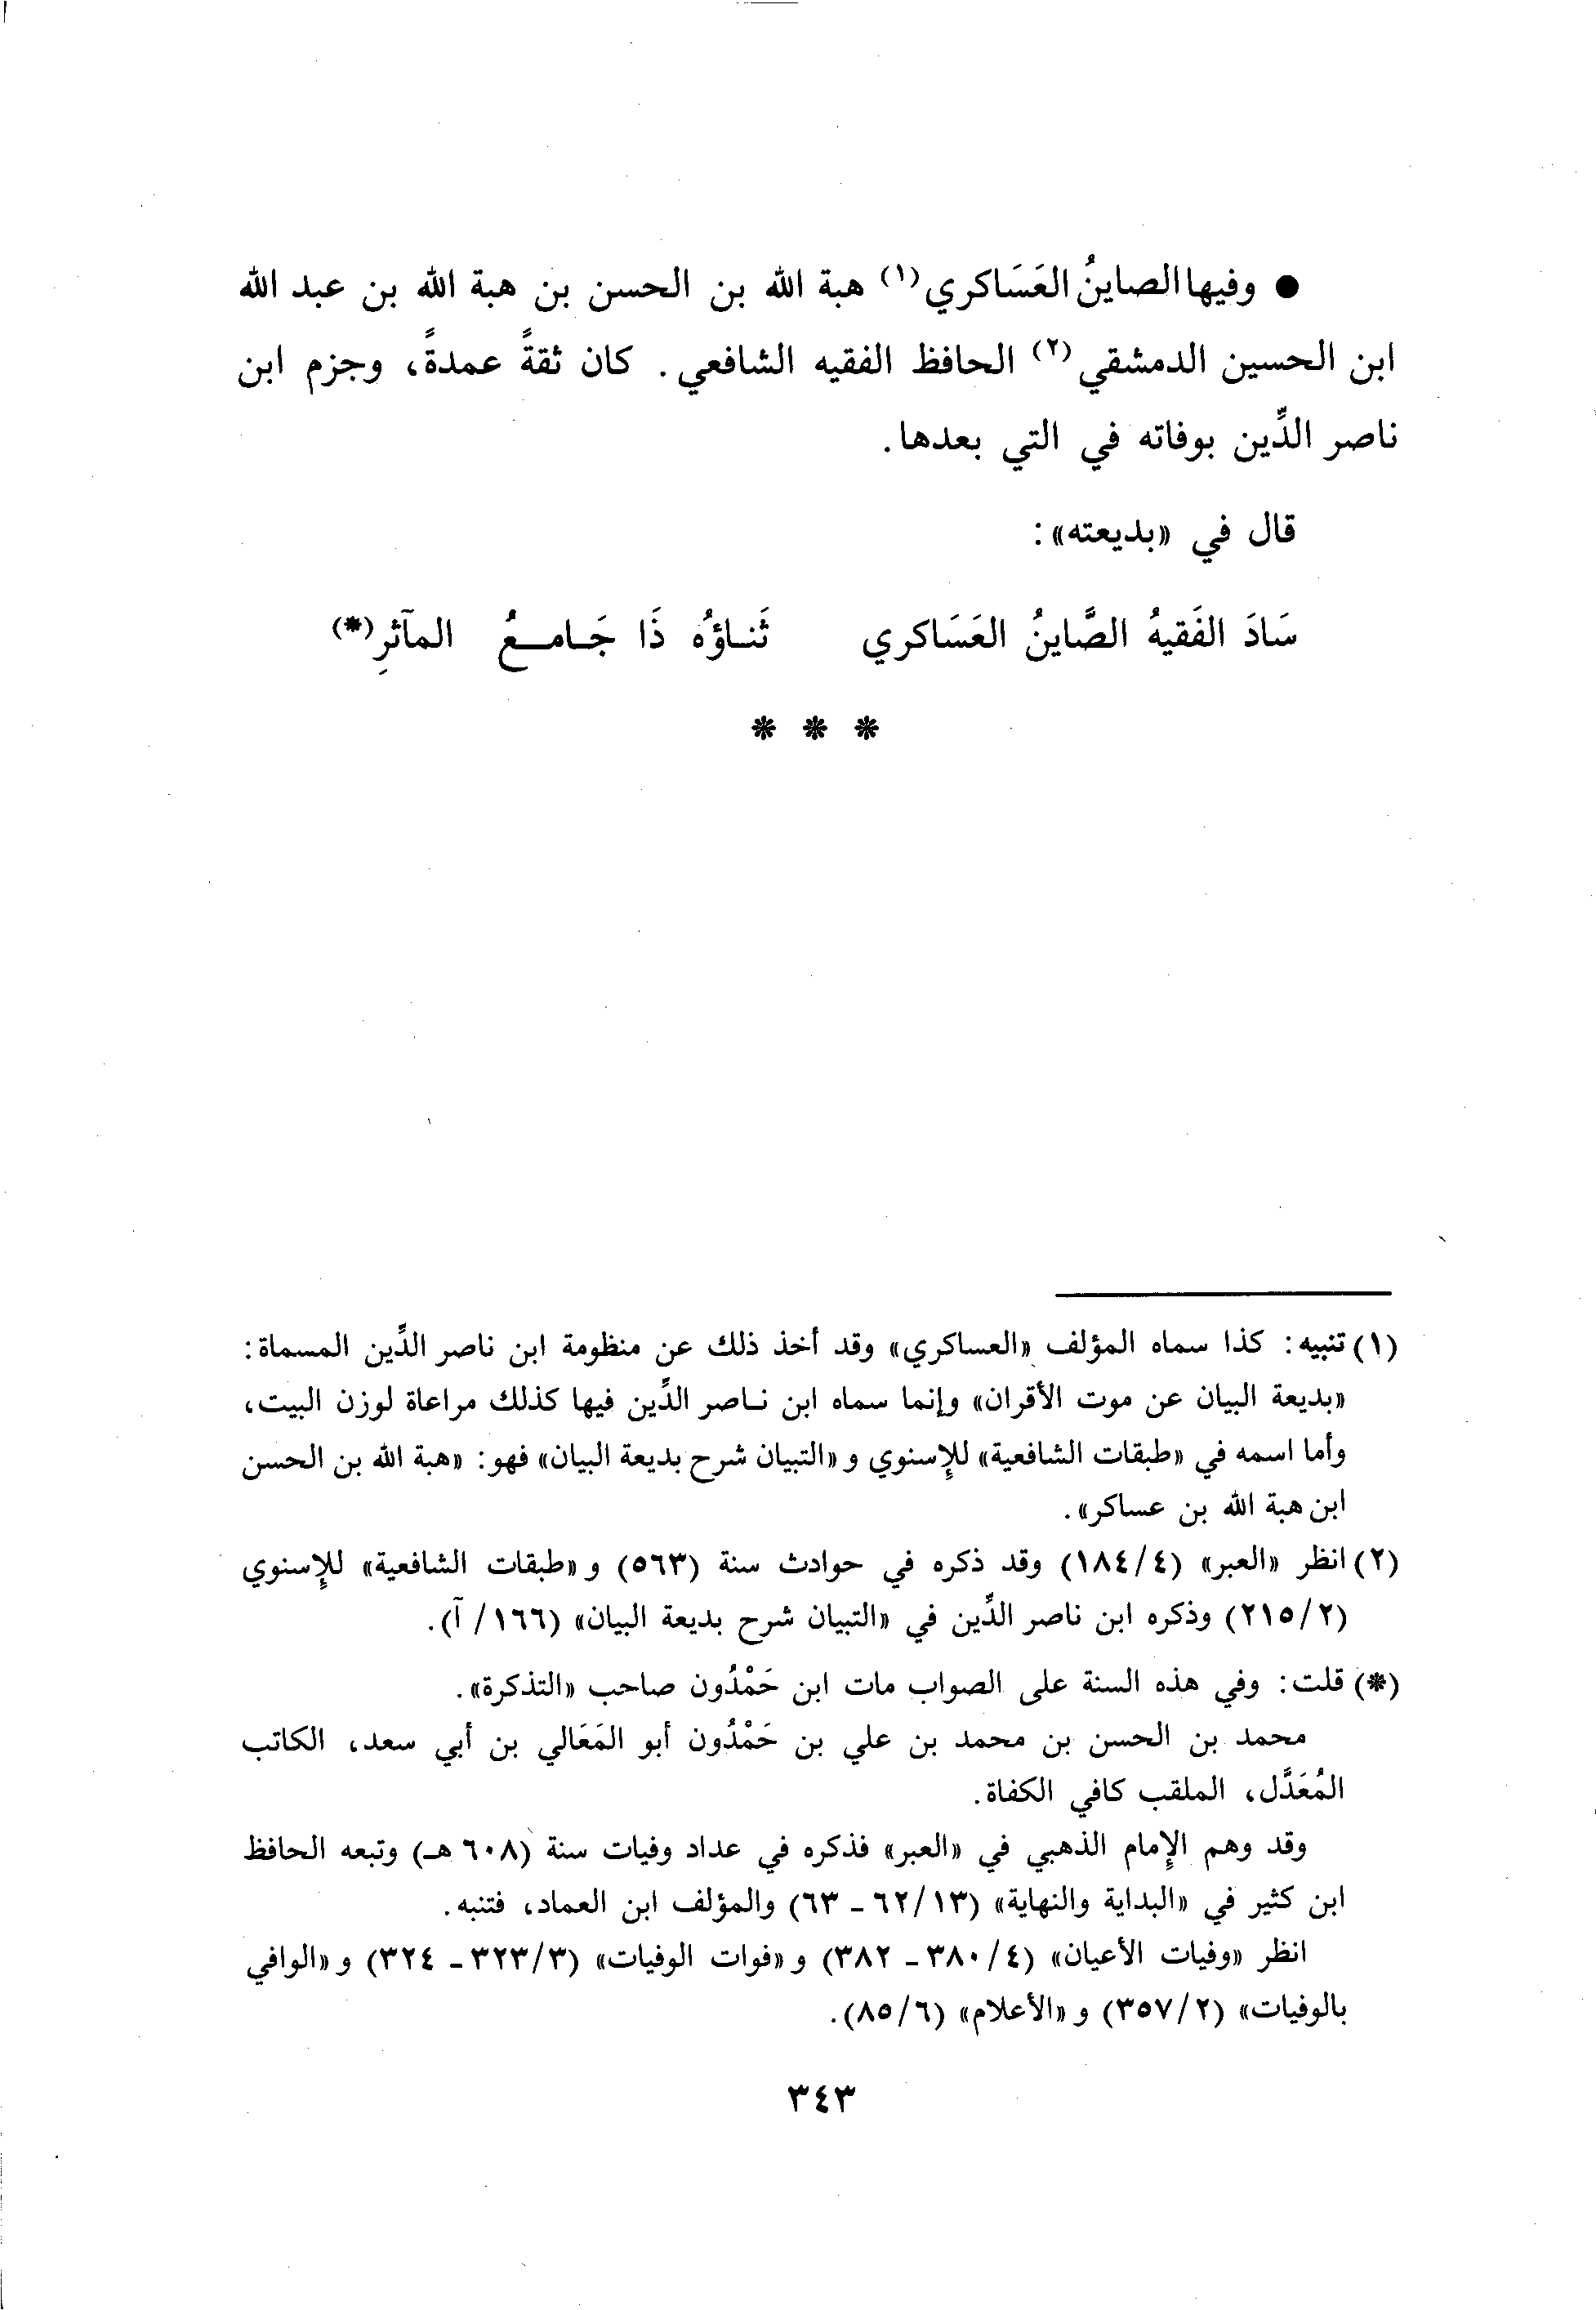 ● وفيها الصاينُ العَسَاكري (١) هبة الله بن الحسن بن هبة الله بن عبد الله
ابن الحسين الدمشقي (٢) الحافظ الفقيه الشافعي. كان ثقةً عمدةً، وجزم ابن
ناصر الدِّين بوفاته في التي بعدها.
قال في «بديعته»:
سَادَ الفَقيهُ الصَّاينُ العَسَاكري ثَنـاؤُه ذَا جَـامـعُ المآثرِ (*)
* * *
(١) تنبيه: كذا سماه المؤلف «العساكري» وقد أخذ ذلك عن منظومة ابن ناصر الدِّين المسماة:
«بديعة البيان عن موت الأقران» وإنما سماه ابن نـاصر الدِّين فيها كذلك مراعاة لوزن البيت،
وأما اسمه في «طبقات الشافعية» للإسنوي و «التبيان شرح بديعة البيان» فهو: «هبة الله بن الحسن
ابن هبة الله بن عساكر».
(٢) انظر «العبر» (١٨٤/٤) وقد ذكره في حوادث سنة (٥٦٣) و «طبقات الشافعية» للإسنوي
(٢١٥/٢) وذكره ابن ناصر الدِّين في «التبيان شرح بديعة البيان» (١٦٦/ آ).
(*) قلت: وفي هذه السنة على الصواب مات ابن حَمْدُون صاحب «التذكرة».
محمد بن الحسن بن محمد بن علي بن حَمْدُون أبو المَعَالي بن أبي سعد، الكاتب
المُعَدَّل، الملقب كافي الكفاة.
وقد وهم الإمام الذهبي في «العبر» فذكره في عداد وفيات سنة (٦٠٨ هـ) وتبعه الحافظ
ابن كثير في «البداية والنهاية» (٦٢/١٣ - ٦٣) والمؤلف ابن العماد، فتنبه.
انظر «وفيات الأعيان» (٣٨٠/٤ - ٣٨٢) و «فوات الوفيات» (٣٢٣/٣ - ٣٢٤) و «الوافي
بالوفيات» (٣٥٧/٢) و «الأعلام» (٨٥/٦).
٣٤٣